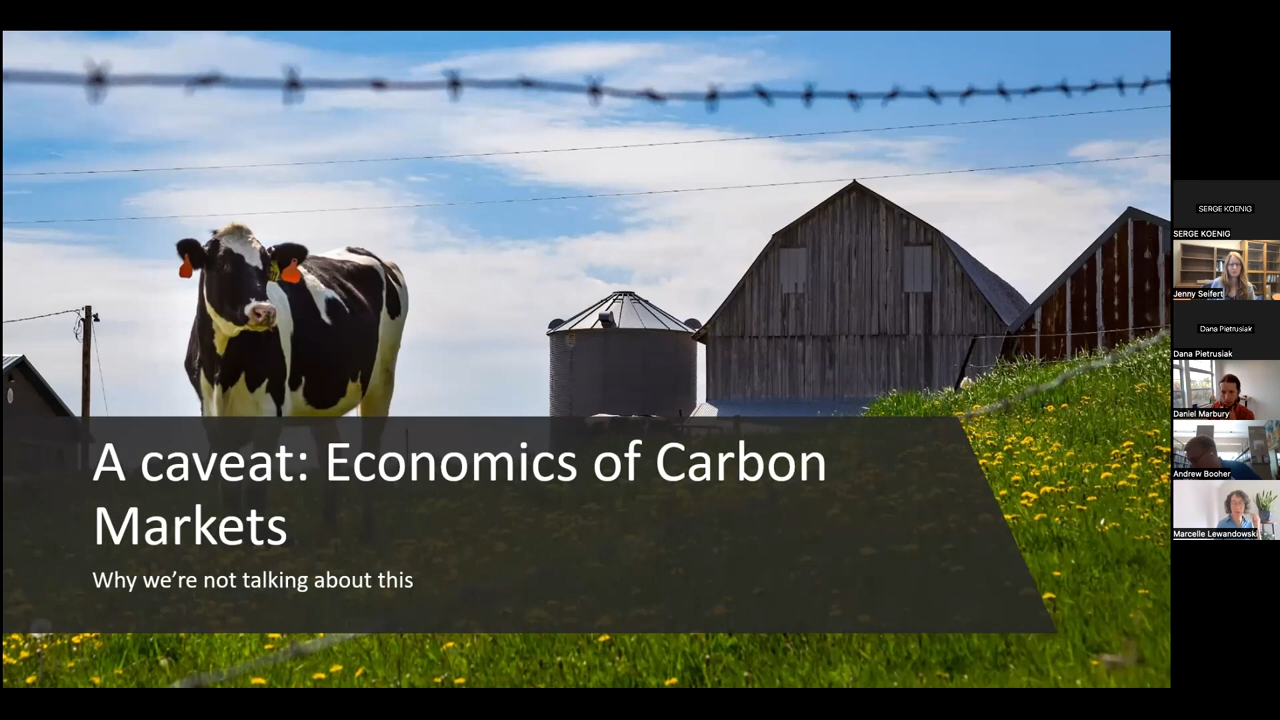 A caveat: Economics of Carbon
Markets
Why we're not talking about this
SERGE KOENIG
SERGE KOENIG
Jenny Seifert
Dana Pietrusiak
Dana Pietrusiak
Daniel Marbury
Andrew Booher
Marcelle Lewandowski